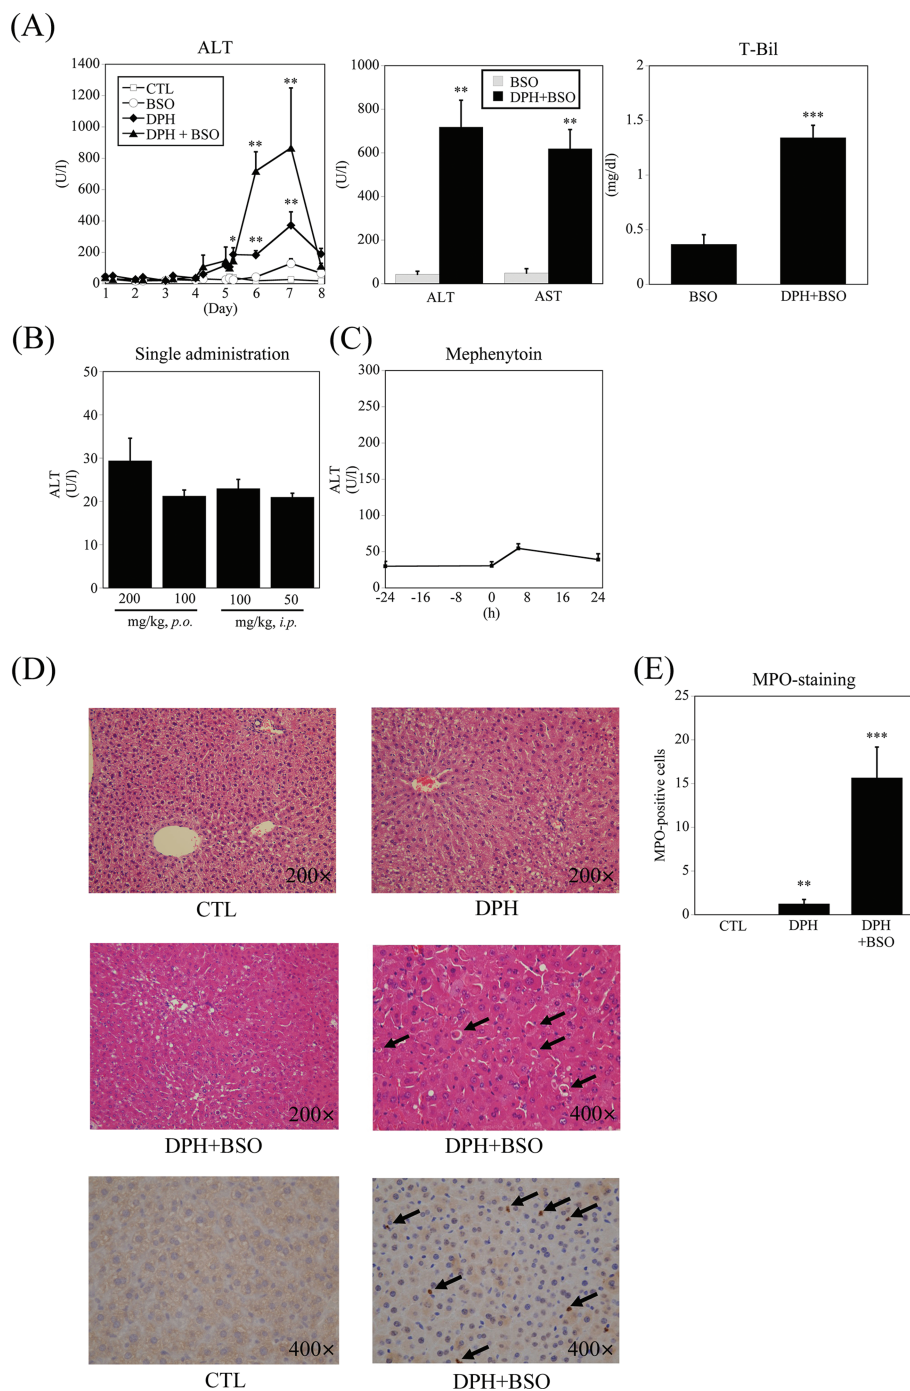 (A)
ALT
1400
1200
1000
800
600
400
200
0
(U/l)
CTL
BSO
DPH
DPH + BSO
**
**
*
**
**
1
2
3
4
5
6
7
8
(Day)
1000
800
600
400
200
0
(U/l)
BSO
DPH+BSO
**
**
ALT
AST
T-Bil
2
1.5
1
0.5
0
(mg/dl)
***
BSO
DPH+BSO
(B)
Single administration
50
40
30
20
10
0
ALT
(U/l)
200
100
100
50
mg/kg, p.o.
mg/kg, i.p.
(C)
Mephenytoin
300
250
200
150
100
50
0
ALT
(U/l)
-24
-16
-8
0
8
16
24
(h)
(D)
200×
CTL
200×
DPH
200×
DPH+BSO
400×
DPH+BSO
400×
CTL
400×
DPH+BSO
(E)
MPO-staining
25
20
15
10
5
0
MPO-positive cells
**
***
CTL
DPH
DPH
+BSO